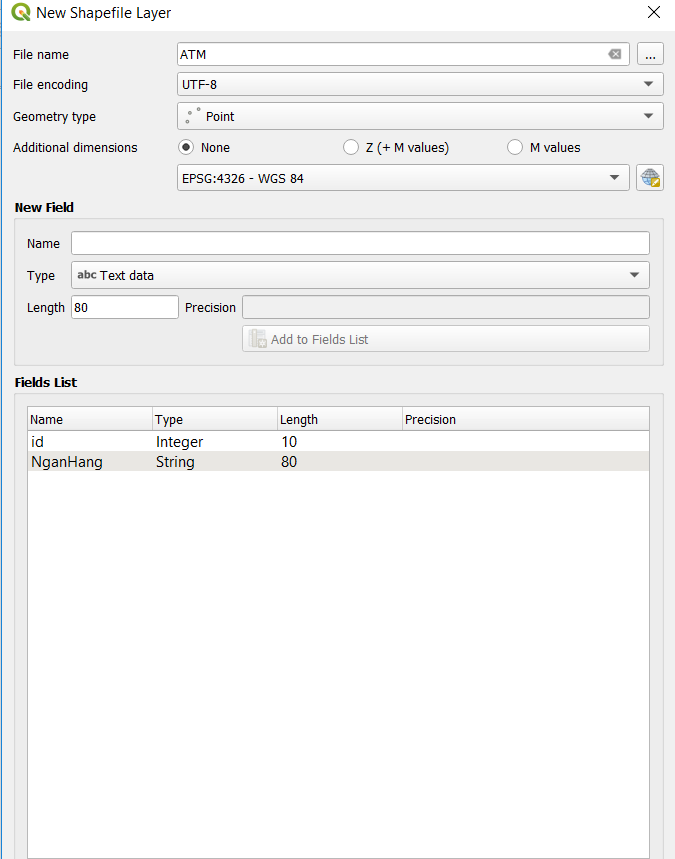 New Shapefile Layer
File name ATM ...
File encoding UTF-8
Geometry type Point
Additional dimensions None Z (+ M values) M values
EPSG:4326 - WGS 84
New Field
Name
Type abc Text data
Length 80 Precision
Add to Fields List
Fields List
Name Type Length Precision
id Integer 10
NganHang String 80